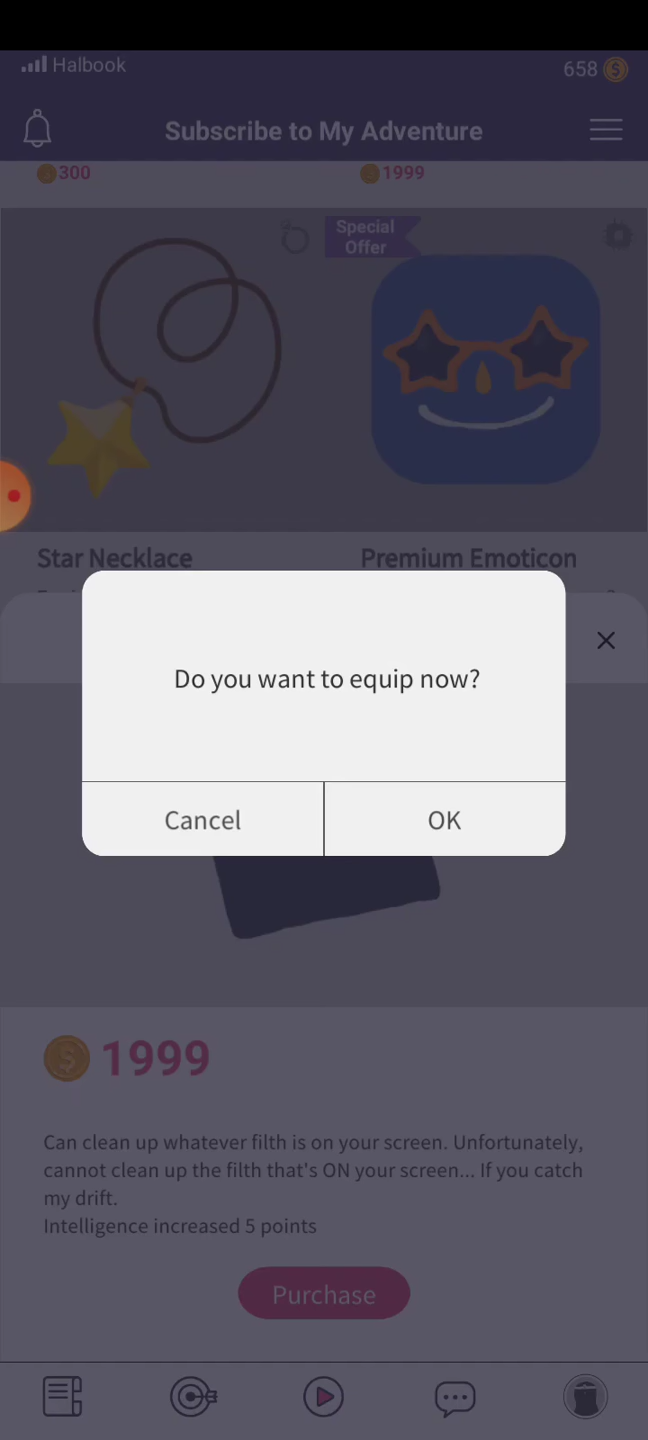 Halbook
658
Subscribe to My Adventure
300
1999
Special
Offer
Star Necklace
Premium Emoticon
Do you want to equip now?
Cancel
OK
1999
Can clean up whatever filth is on your screen. Unfortunately,
cannot clean up the filth that's ON your screen... If you catch
my drift.
Intelligence increased 5 points
Purchase